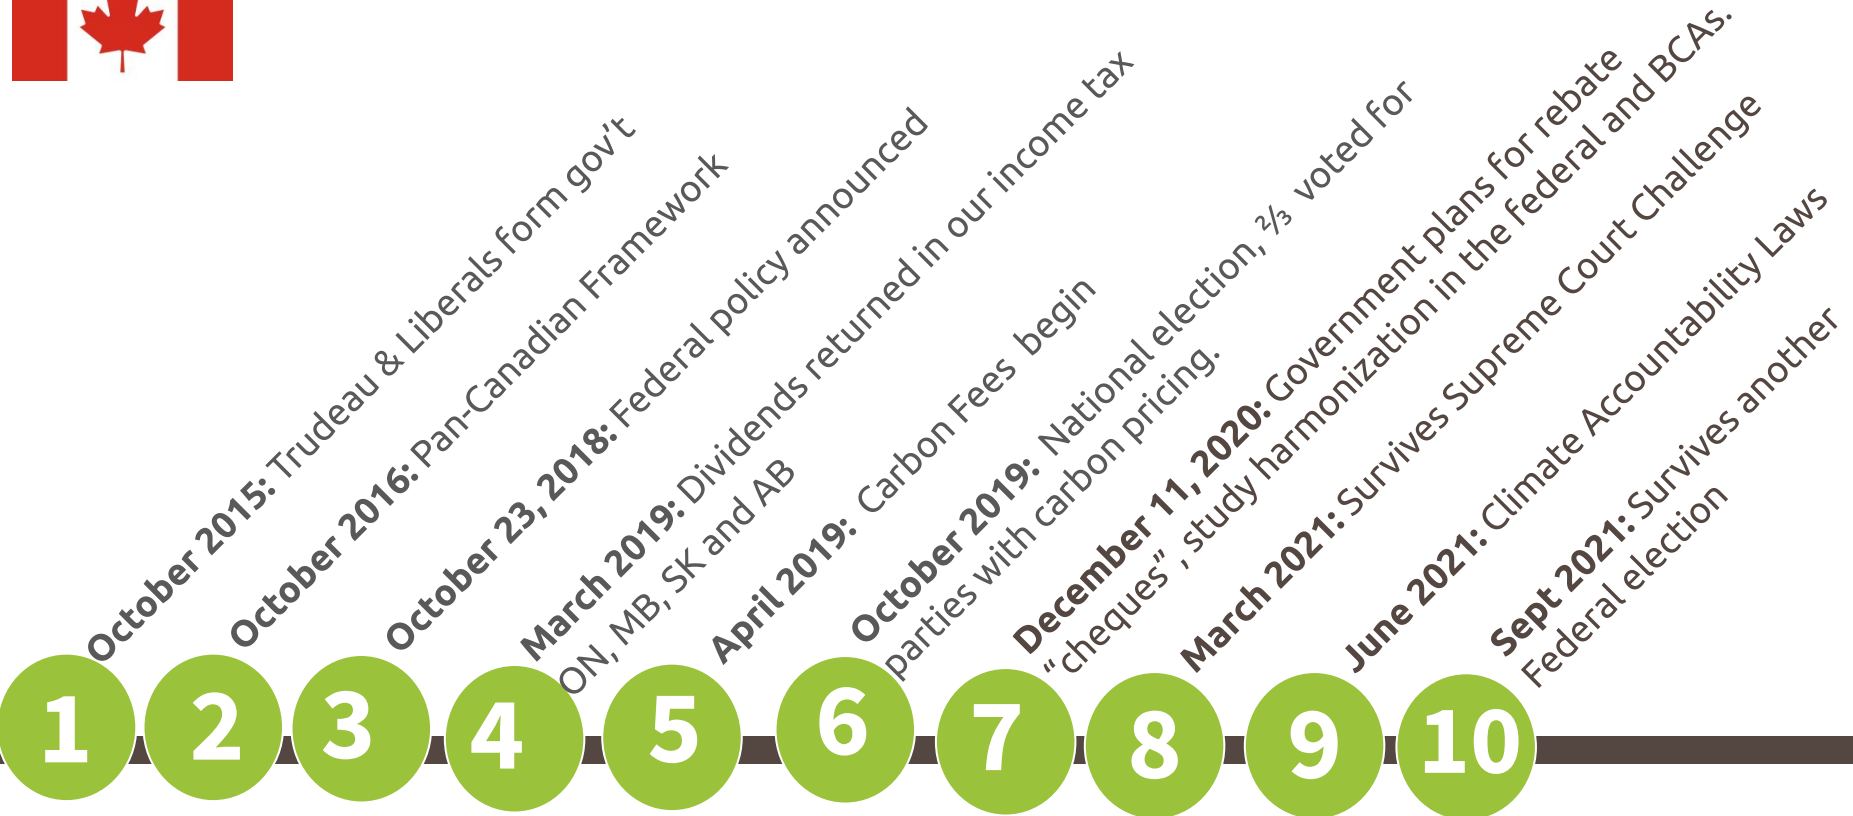 October 2015: Trudeau & Liberals form gov't
October 2016: Pan-Canadian Framework
October 23, 2018: Federal policy announced
March 2019: Dividends returned in our income tax
ON, MB, SK and AB
April 2019: Carbon Fees begin
October 2019: National election, ⅔ voted for
parties with carbon pricing.
December 11, 2020: Government plans for rebate
“cheques”, study harmonization in the federal and BCAs.
March 2021: Survives Supreme Court Challenge
June 2021: Climate Accountability Laws
Sept 2021: Survives another
Federal election
1 2 3 4 5 6 7 8 9 10